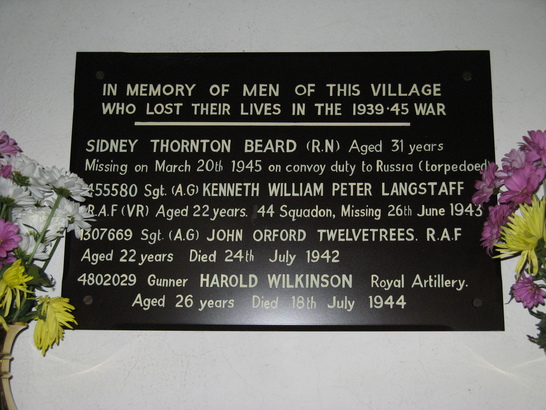 IN MEMORY OF MEN OF THIS VILLAGE
WHO LOST THEIR LIVES IN THE 1939·45 WAR
SIDNEY THORNTON BEARD (R.N) Aged 31 years
Missing on March 20th 1945 on convoy duty to Russia (torpedoed)
455580 Sgt. (A.G) KENNETH WILLIAM PETER LANGSTAFF
R.A.F (VR) Aged 22 years. 44 Squadon, Missing 26th June 1943
1307669 Sgt. (A.G) JOHN ORFORD TWELVETREES. R.A.F
Aged 22 years Died 24th July 1942
4802029 Gunner HAROLD WILKINSON Royal Artillery.
Aged 26 years Died 18th July 1944